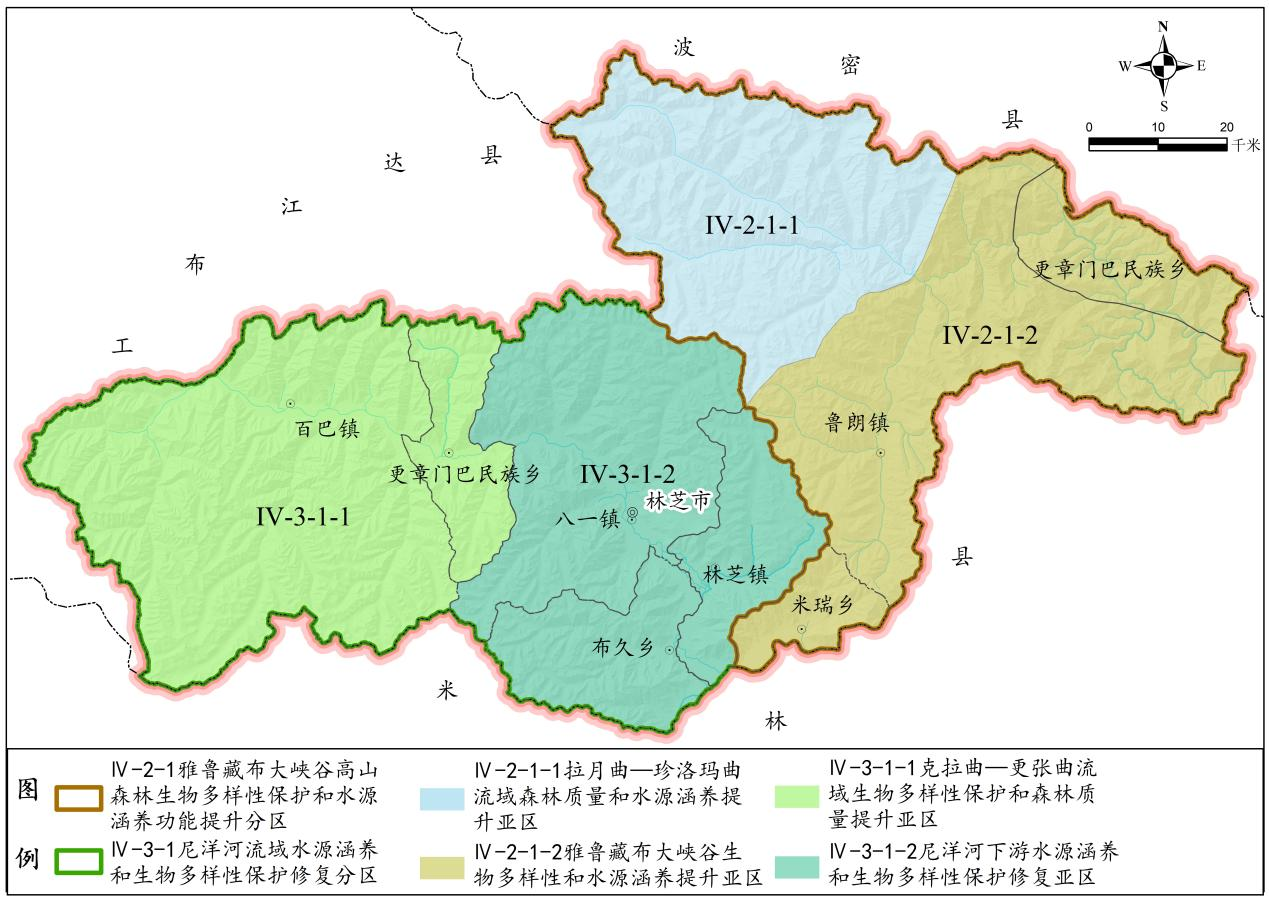 波
密
县
N
W
E
S
0
10
20
千米
达
县
江
布
工
IV-2-1-1
更章门巴民族乡
IV-2-1-2
百巴镇
鲁朗镇
更章门巴民族乡
IV-3-1-2
林芝市
IV-3-1-1
八一镇
县
林芝镇
米瑞乡
布久乡
米
林
图
例
Ⅳ-2-1雅鲁藏布大峡谷高山
森林生物多样性保护和水源
涵养功能提升分区
Ⅳ-3-1尼洋河流域水源涵养
和生物多样性保护修复分区
Ⅳ-2-1-1拉月曲—珍洛玛曲
流域森林质量和水源涵养提
升亚区
Ⅳ-2-1-2雅鲁藏布大峡谷生
物多样性和水源涵养提升亚区
Ⅳ-3-1-1克拉曲—更张曲流
域生物多样性保护和森林质
量提升亚区
Ⅳ-3-1-2尼洋河下游水源涵养
和生物多样性保护修复亚区